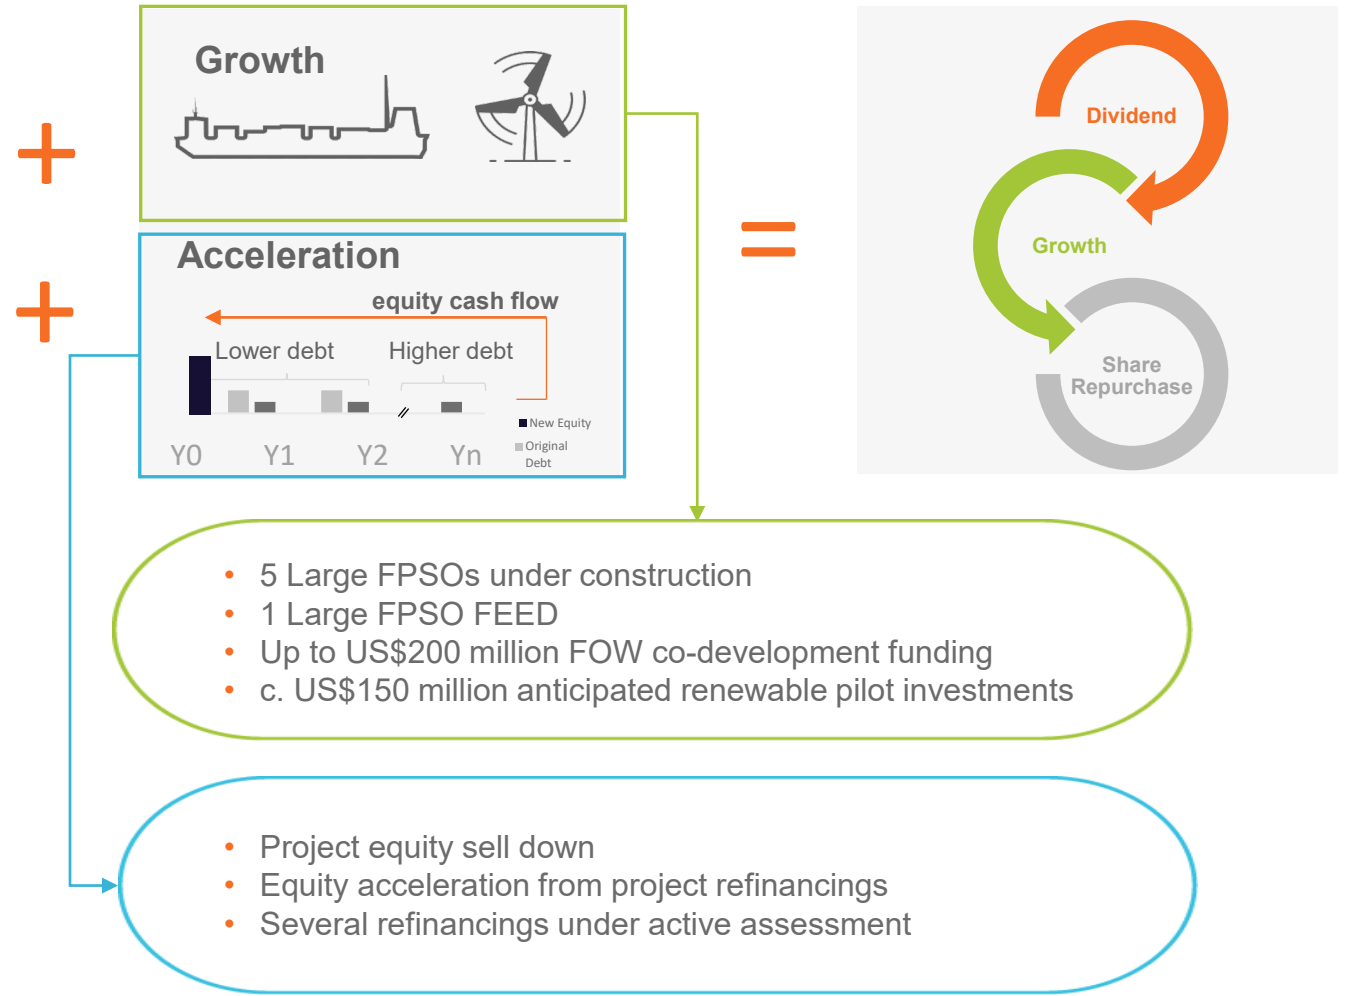 Growth
+
Acceleration
equity cash flow
Lower debt
Higher debt
//
New Equity
Original
Debt
Y0
Y1
Y2
Yn
+
=
Dividend
Growth
Share
Repurchase
• 5 Large FPSOs under construction
• 1 Large FPSO FEED
• Up to US$200 million FOW co-development funding
• c. US$150 million anticipated renewable pilot investments
• Project equity sell down
• Equity acceleration from project refinancings
• Several refinancings under active assessment